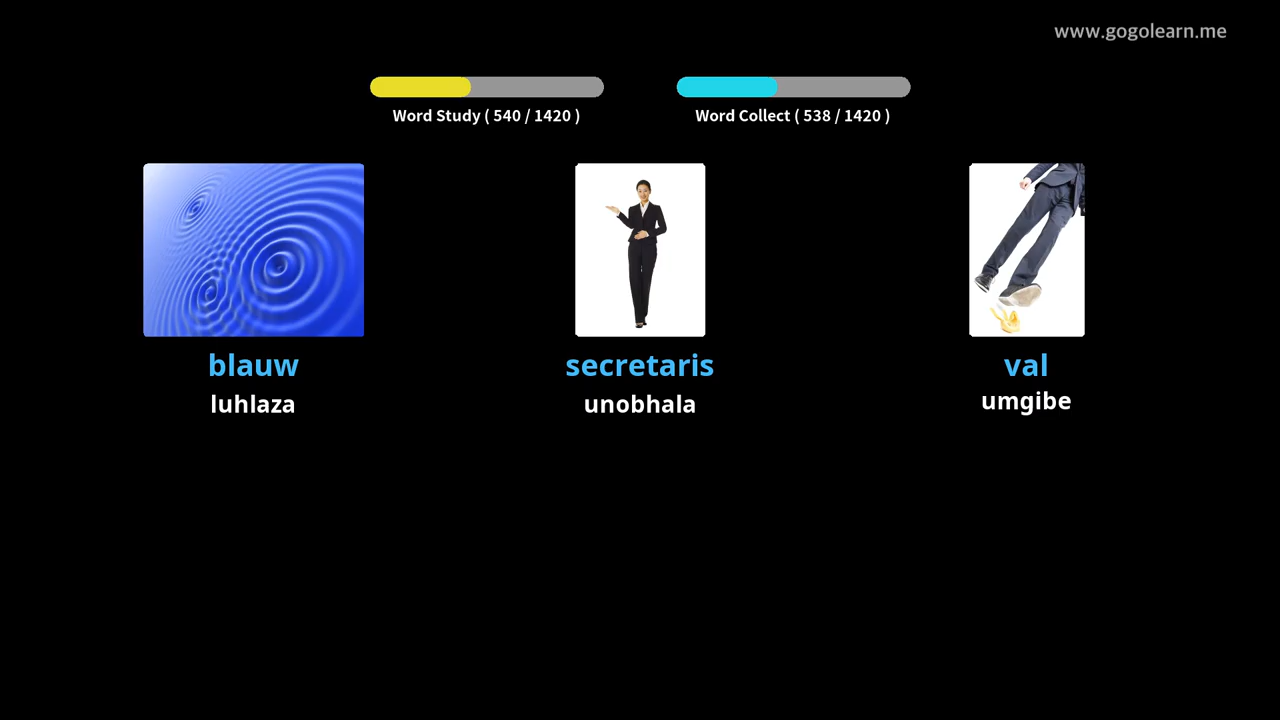 www.gogolearn.me
Word Study ( 540 / 1420 )
Word Collect ( 538 / 1420 )
blauw
luhlaza
secretaris
unobhala
val
umgibe